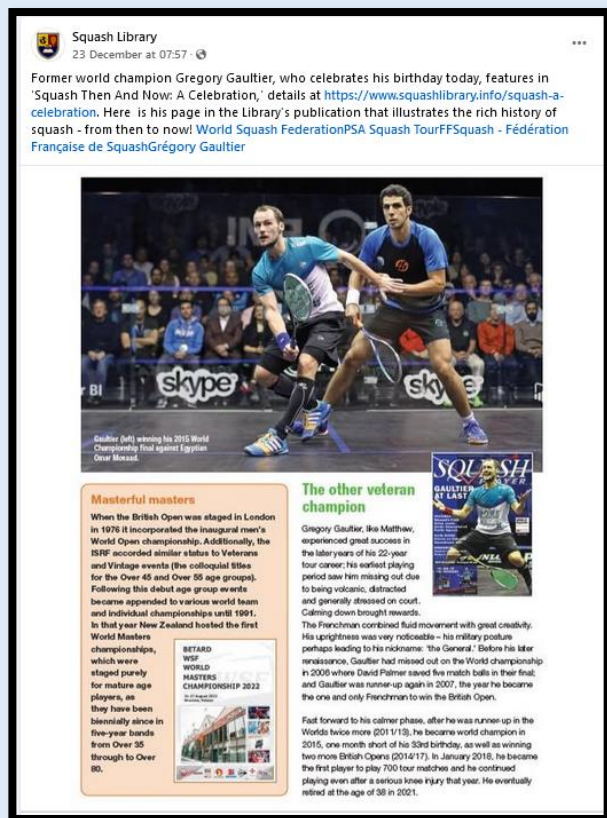 Squash Library
23 December at 07:57 ·
Former world champion Gregory Gaultier, who celebrates his birthday today, features in
'Squash Then And Now: A Celebration,' details at https://www.squashlibrary.info/squash-a-
celebration. Here is his page in the Library's publication that illustrates the rich history of
squash - from then to now! World Squash FederationPSA Squash TourFFSquash - Fédération
Française de SquashGrégory Gaultier
BI
skype
skype
Gaultier (left) winning his 2015 World
Championship final against Egyptian
Omar Mosaad.
SQUASH
PLAYER
GAULTIER
AT LAST
Masterful masters
When the British Open was staged in London
in 1976 it incorporated the inaugural men's
World Open championship. Additionally, the
ISRF accorded similar status to Veterans
and Vintage events (the colloquial titles
for the Over 45 and Over 55 age groups).
Following this debut age group events
became appended to various world team
and individual championships until 1991.
In that year New Zealand hosted the first
World Masters
championships,
which were
staged purely
for mature age
players, as
they have been
biennially since in
five-year bands
from Over 35
through to Over
80.
BETARD
WSF
WORLD
MASTERS
CHAMPIONSHIP 2022
The other veteran
champion
Gregory Gaultier, like Matthew,
experienced great success in
the later years of his 22-year
tour career; his earliest playing
period saw him missing out due
to being volcanic, distracted
and generally stressed on court.
Calming down brought rewards.
The Frenchman combined fluid movement with great creativity.
His uprightness was very noticeable – his military posture
perhaps leading to his nickname: 'the General.' Before his later
renaissance, Gaultier had missed out on the World championship
in 2006 where David Palmer saved five match balls in their final;
and Gaultier was runner-up again in 2007, the year he became
the one and only Frenchman to win the British Open.
Fast forward to his calmer phase, after he was runner-up in the
Worlds twice more (2011/13), he became world champion in
2015, one month short of his 33rd birthday, as well as winning
two more British Opens (2014/17). In January 2018, he became
the first player to play 700 tour matches and he continued
playing even after a serious knee injury that year. He eventually
retired at the age of 38 in 2021.